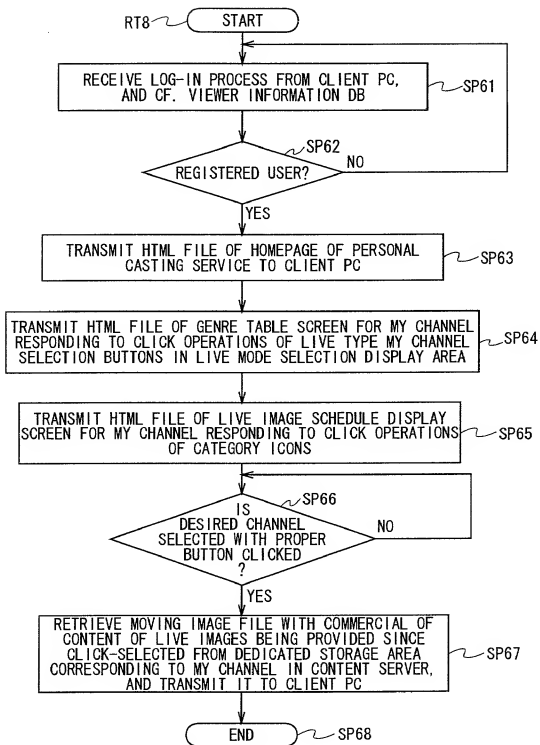 RT8
START
RECEIVE LOG-IN PROCESS FROM CLIENT PC,
AND CF. VIEWER INFORMATION DB
SP61
SP62
REGISTERED USER?
NO
YES
TRANSMIT HTML FILE OF HOMEPAGE OF PERSONAL
CASTING SERVICE TO CLIENT PC
SP63
TRANSMIT HTML FILE OF GENRE TABLE SCREEN FOR MY CHANNEL
RESPONDING TO CLICK OPERATIONS OF LIVE TYPE MY CHANNEL
SELECTION BUTTONS IN LIVE MODE SELECTION DISPLAY AREA
SP64
TRANSMIT HTML FILE OF LIVE IMAGE SCHEDULE DISPLAY
SCREEN FOR MY CHANNEL RESPONDING TO CLICK OPERATIONS
OF CATEGORY ICONS
SP65
SP66
IS
DESIRED CHANNEL
SELECTED WITH PROPER
BUTTON CLICKED
?
NO
YES
RETRIEVE MOVING IMAGE FILE WITH COMMERCIAL OF
CONTENT OF LIVE IMAGES BEING PROVIDED SINCE
CLICK-SELECTED FROM DEDICATED STORAGE AREA
CORRESPONDING TO MY CHANNEL IN CONTENT SERVER,
AND TRANSMIT IT TO CLIENT PC
SP67
END
SP68